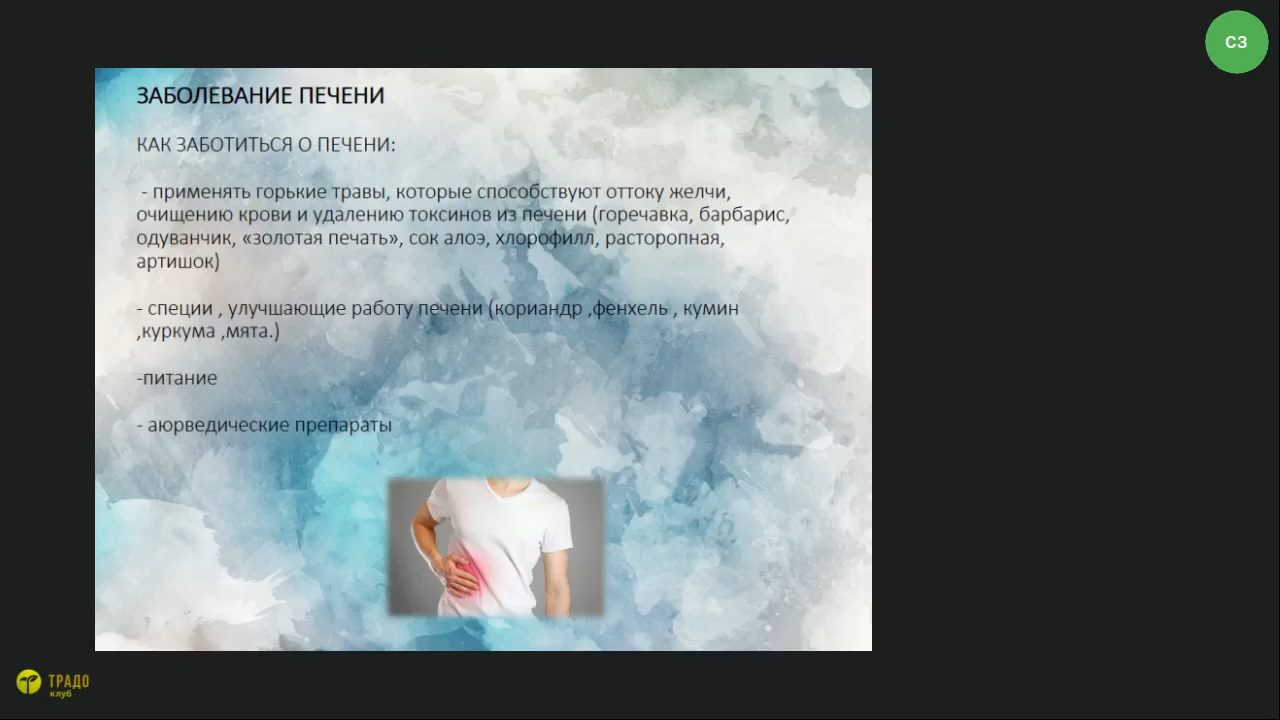 СЗ
ЗАБОЛЕВАНИЕ ПЕЧЕНИ
КАК ЗАБОТИТЬСЯ О ПЕЧЕНИ:
- применять горькие травы, которые способствуют оттоку желчи,
очищению крови и удалению токсинов из печени (горечавка, барбарис,
одуванчик, «золотая печать», сок алоэ, хлорофилл, расторопная,
артишок)
- специи , улучшающие работу печени (кориандр ,фенхель , кумин
,куркума ,мята.)
-питание
- аюрведические препараты
ТРАДО
клуб